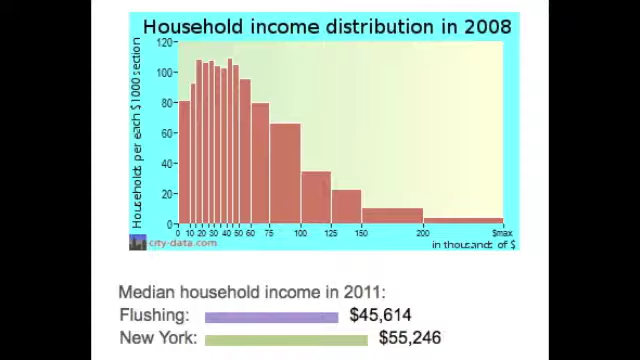 Household income distribution in 2008
Households per each $1000 section
120
100
80
60
40
20
0
0 10 20 30 40 50 60 75 100 125 150 200 $max
city-data.com
in thousands of $
Median household income in 2011:
Flushing: $45,614
New York: $55,246